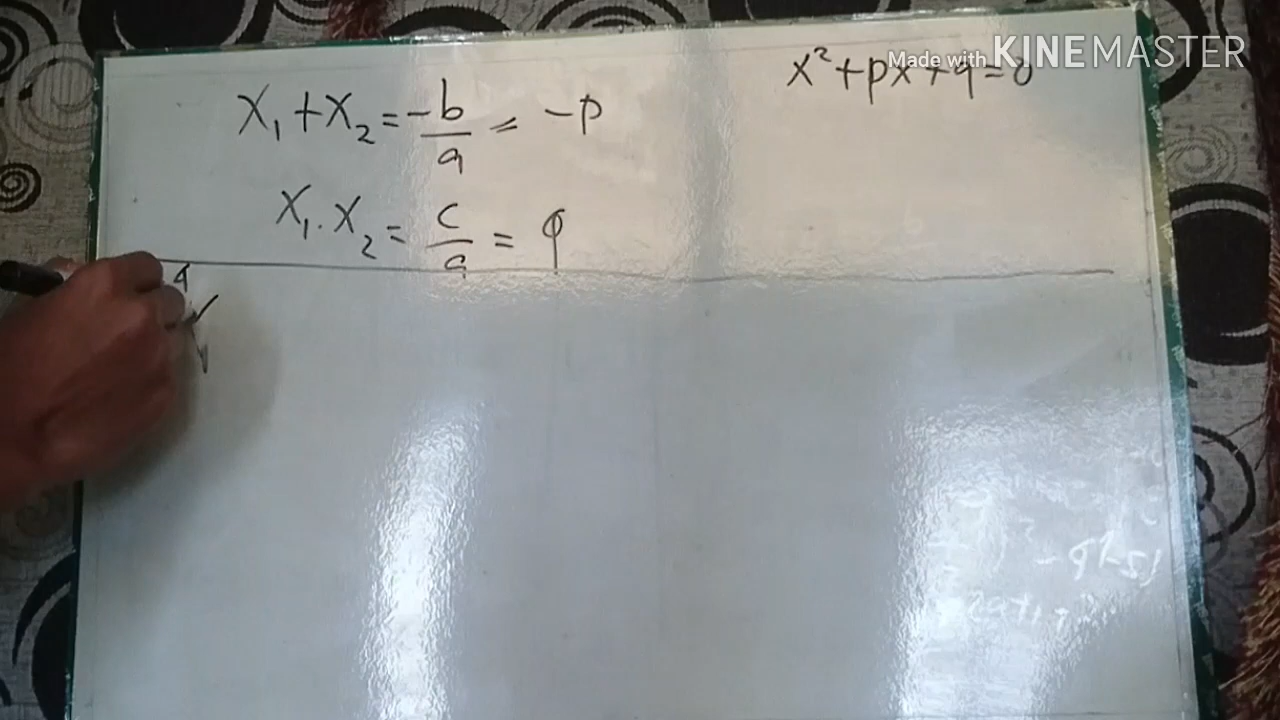 Made with KINEMASTER
x²+px+q=0
X₁+X₂=-b/a=-p
X₁.X₂=c/a=q